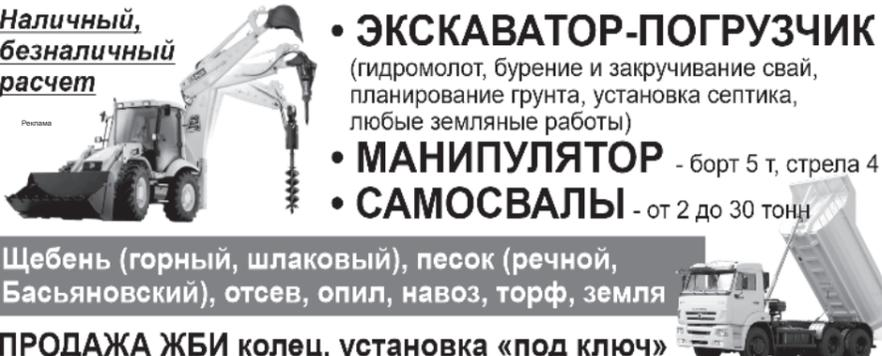 Наличный,
безналичный
расчет
Реклама
• ЭКСКАВАТОР-ПОГРУЗЧИК
(гидромолот, бурение и закручивание свай,
планирование грунта, установка септика,
любые земляные работы)
• МАНИПУЛЯТОР - борт 5 т, стрела 4
• САМОСВАЛЫ - от 2 до 30 тонн
Щебень (горный, шлаковый), песок (речной,
Басьяновский), отсев, опил, навоз, торф, земля
ПРОДАЖА ЖБИ колец, установка «под ключ»